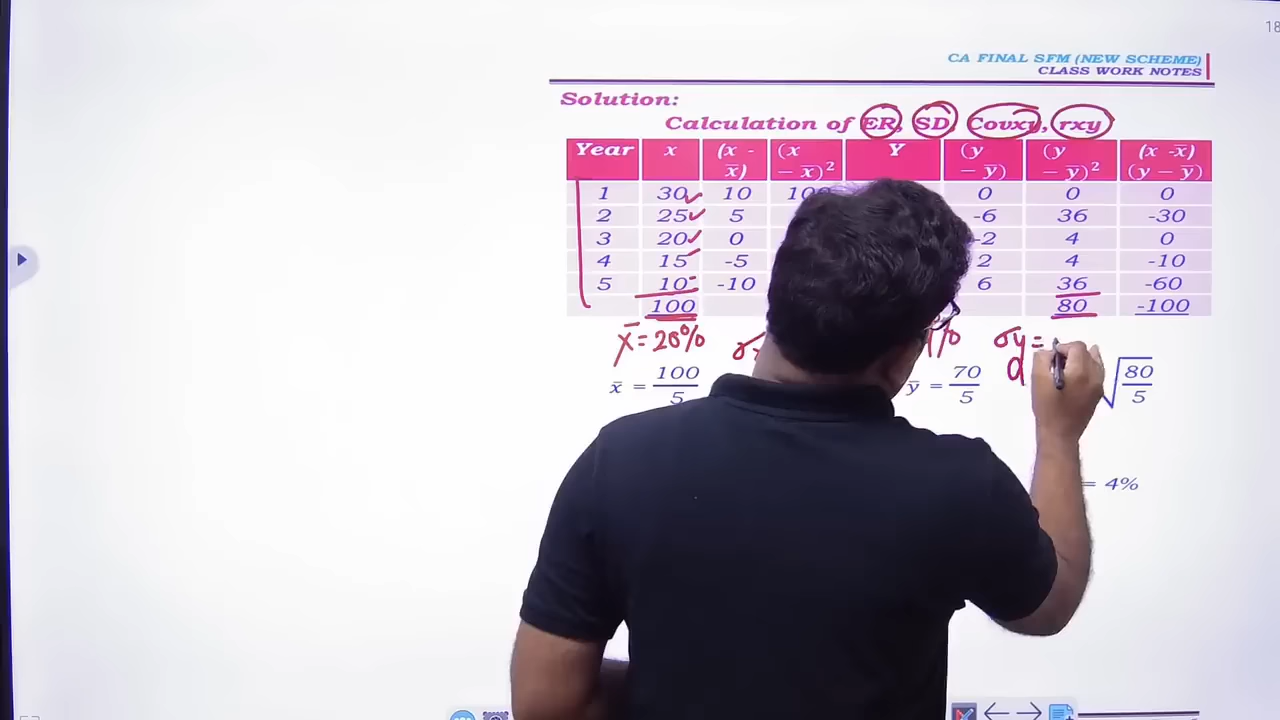 18
CA FINAL SFM (NEW SCHEME)
CLASS WORK NOTES
Solution:
Calculation of ER, SD, Covxy, rxy
Year x (x - x̄) (x - x̄)² Y (y - ȳ) (y - ȳ)² (x - x̄) (y - ȳ)
1 30 10 100 0 0 0
2 25 5 -6 36 -30
3 20 0 -2 4 0
4 15 -5 2 4 -10
5 10 -10 6 36 -60
100 80 -100
x̄ = 20% % σy =
x̄ = 100/5 ȳ = 70/5 √80/5
= 4%